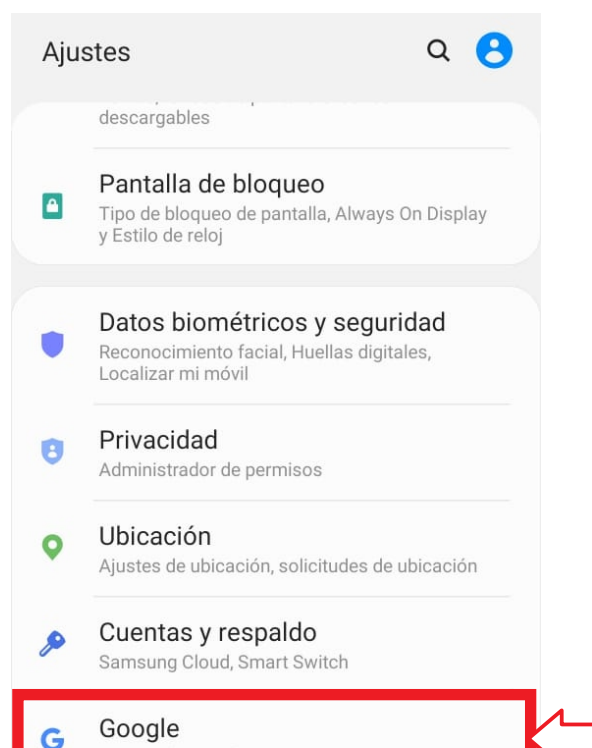 Ajustes
descargables
Pantalla de bloqueo
Tipo de bloqueo de pantalla, Always On Display
y Estilo de reloj
Datos biométricos y seguridad
Reconocimiento facial, Huellas digitales,
Localizar mi móvil
Privacidad
Administrador de permisos
Ubicación
Ajustes de ubicación, solicitudes de ubicación
Cuentas y respaldo
Samsung Cloud, Smart Switch
Google